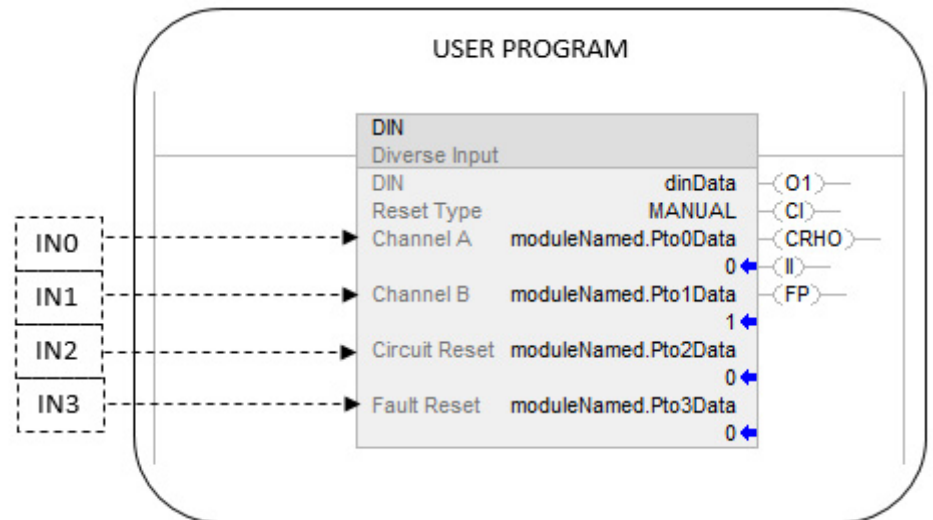 USER PROGRAM
DIN
Diverse Input
DIN dinData (O1)
Reset Type MANUAL (CI)
IN0 Channel A moduleNamed.Pto0Data (CRHO)
0 (II)
IN1 Channel B moduleNamed.Pto1Data (FP)
1
IN2 Circuit Reset moduleNamed.Pto2Data
0
IN3 Fault Reset moduleNamed.Pto3Data
0